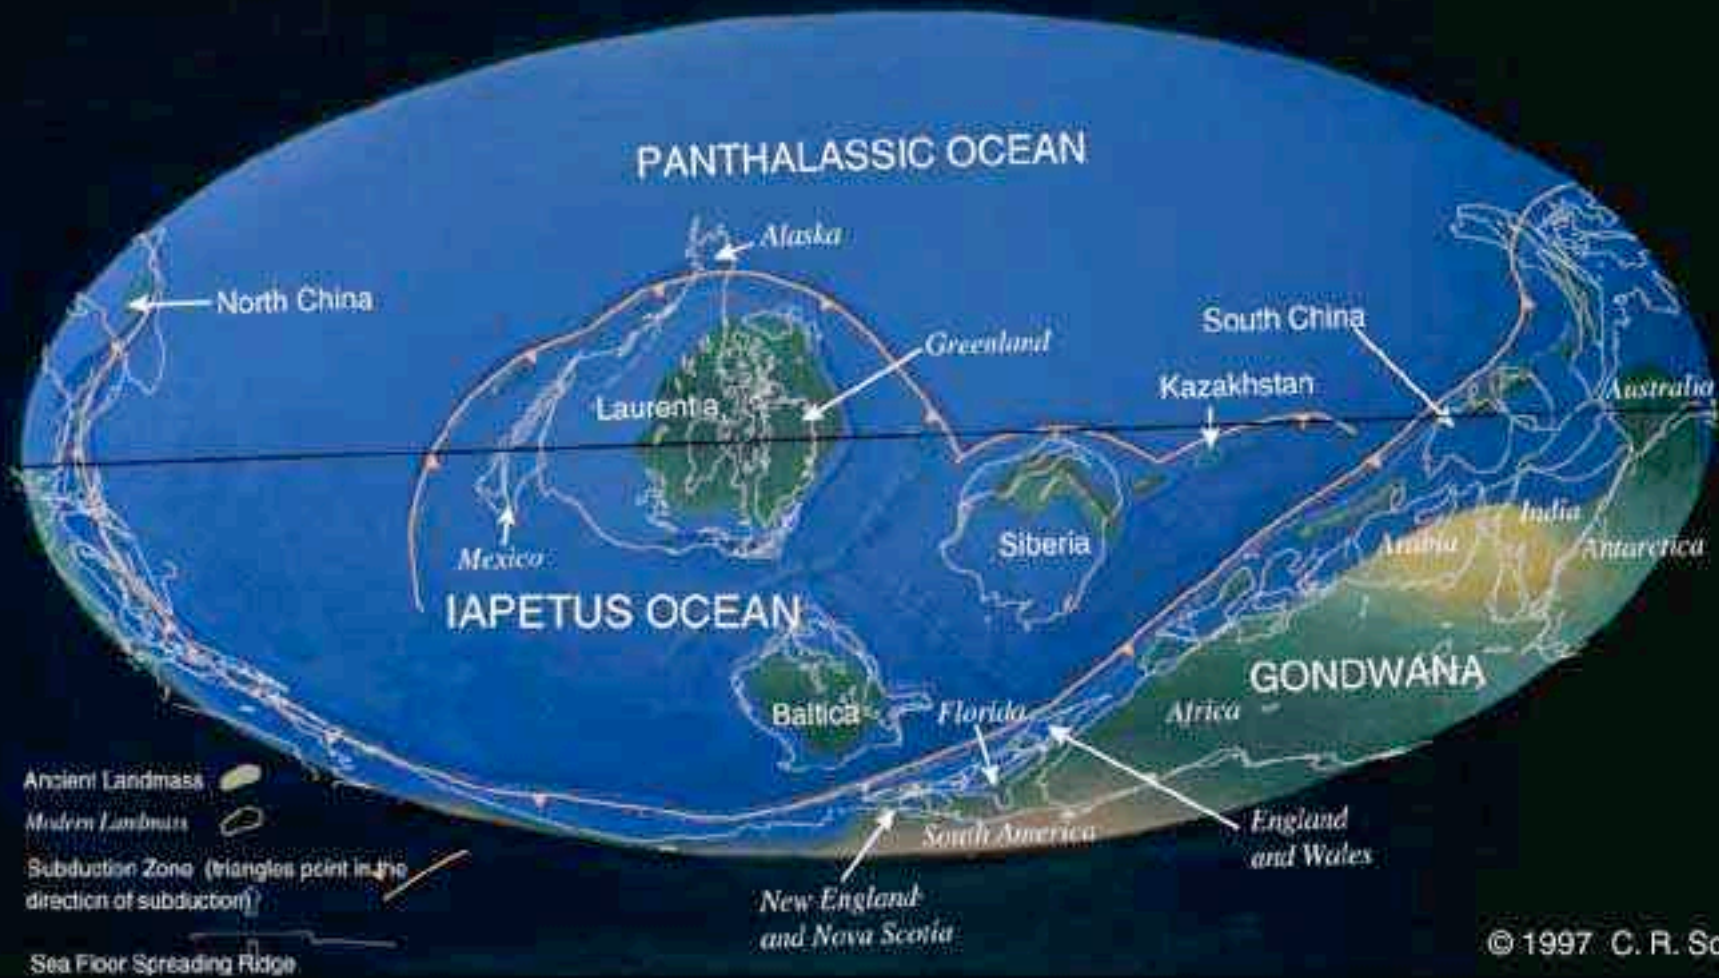 PANTHALASSIC OCEAN
Alaska
North China
South China
Greenland
Kazakhstan
Australia
Laurentia
India
Mexico
Siberia
Arabia
Antarctica
IAPETUS OCEAN
GONDWANA
Baltica
Florida
Africa
Ancient Landmass
Modern Landmass
South America
England
and Wales
Subduction Zone (triangles point in the
direction of subduction)
New England
and Nova Scotia
Sea Floor Spreading Ridge
© 1997 C. R. Sc